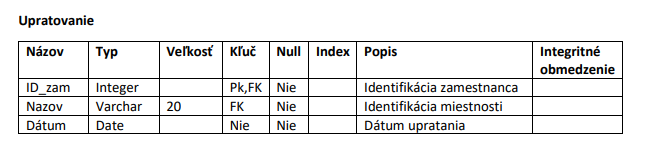 Upratovanie
Názov Typ Veľkosť Kľuč Null Index Popis Integritné obmedzenie
ID_zam Integer Pk,FK Nie Identifikácia zamestnanca
Nazov Varchar 20 FK Nie Identifikácia miestnosti
Dátum Date Nie Nie Dátum upratania